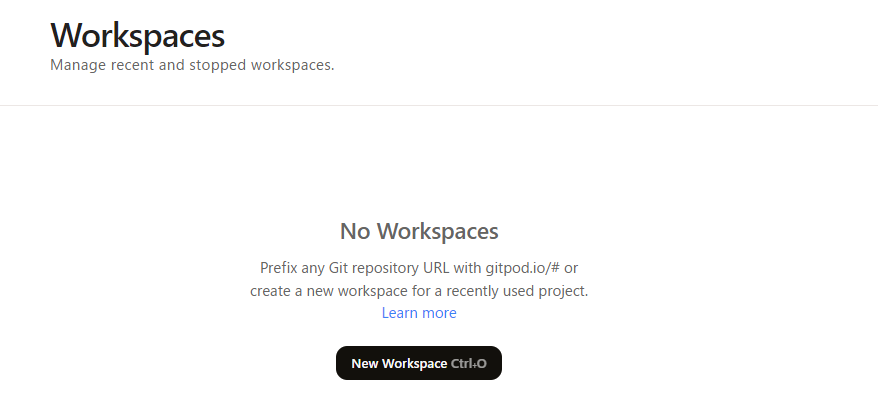 Workspaces
Manage recent and stopped workspaces.
No Workspaces
Prefix any Git repository URL with gitpod.io/# or
create a new workspace for a recently used project.
Learn more
New Workspace Ctrl+O